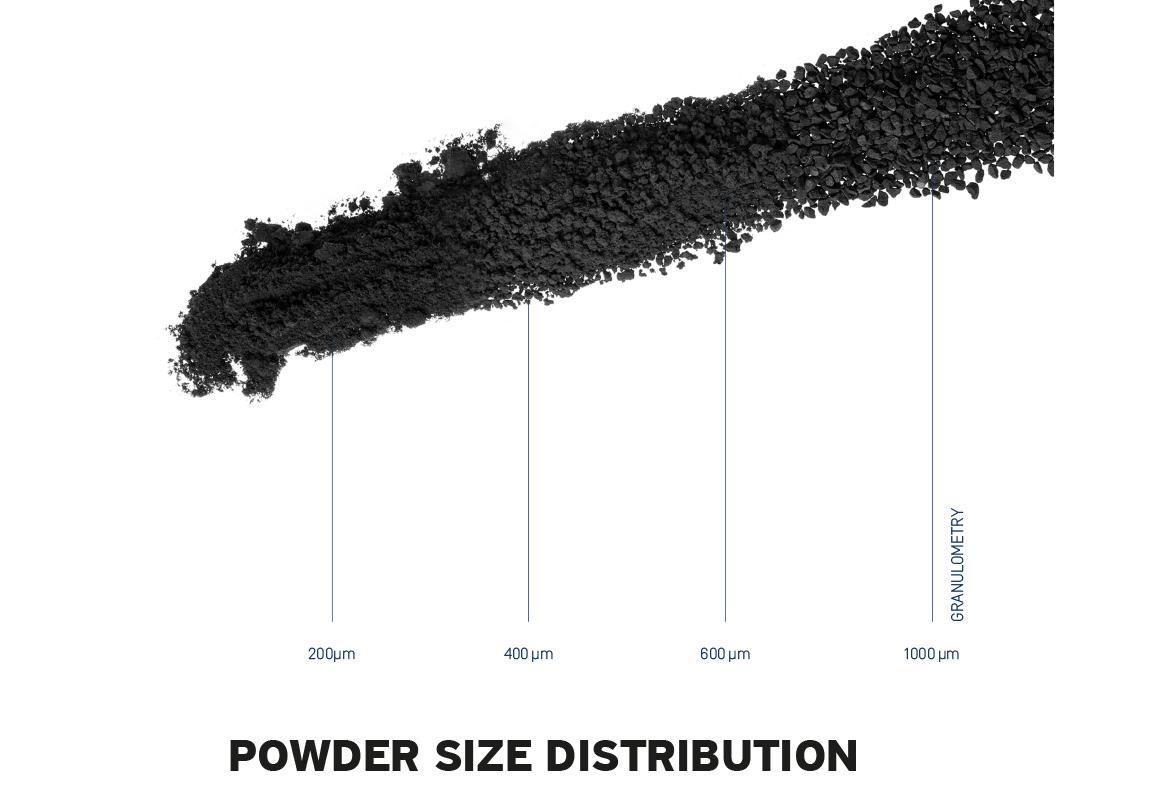 GRANULOMETRY
200µm
400 µm
600 µm
1000 µm
POWDER SIZE DISTRIBUTION